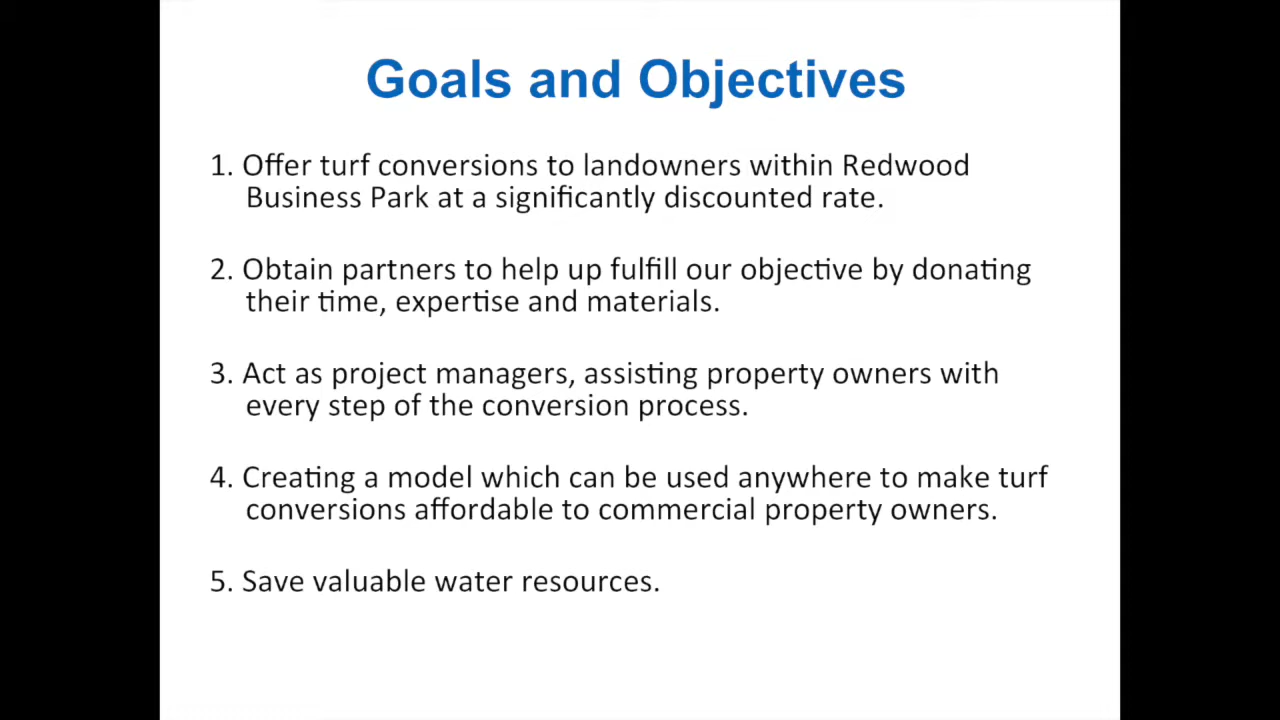 Goals and Objectives
1. Offer turf conversions to landowners within Redwood
Business Park at a significantly discounted rate.
2. Obtain partners to help up fulfill our objective by donating
their time, expertise and materials.
3. Act as project managers, assisting property owners with
every step of the conversion process.
4. Creating a model which can be used anywhere to make turf
conversions affordable to commercial property owners.
5. Save valuable water resources.